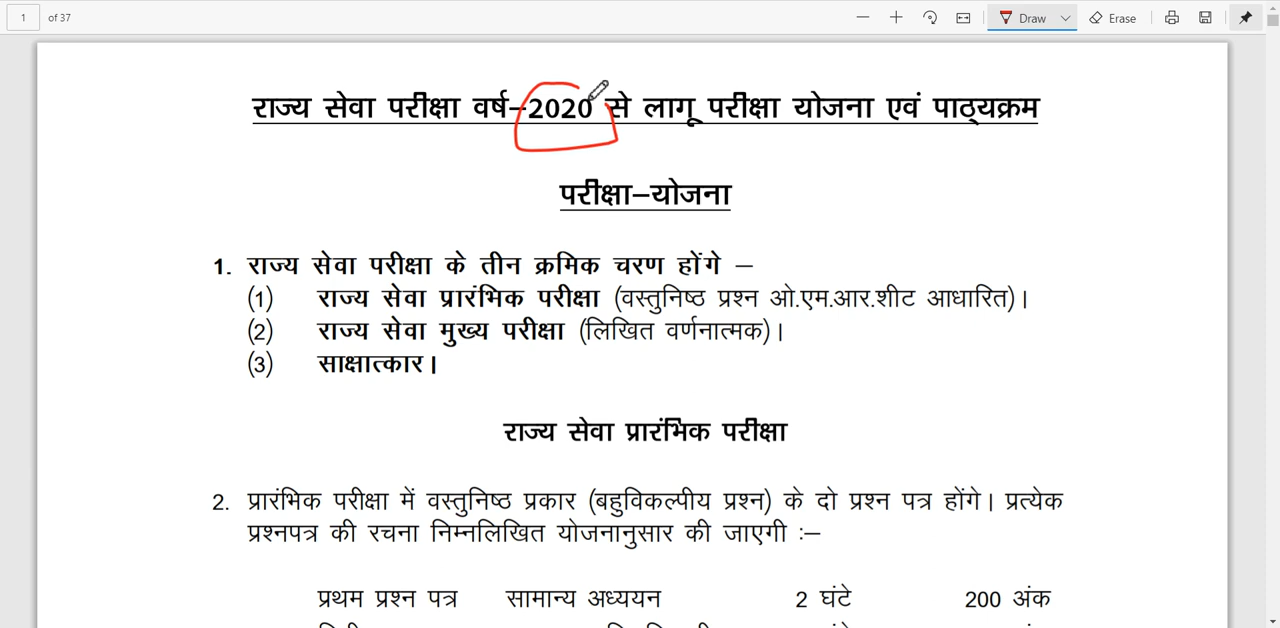 1 of 37 Draw Erase
राज्य सेवा परीक्षा वर्ष–2020 से लागू परीक्षा योजना एवं पाठ्यक्रम
परीक्षा–योजना
1. राज्य सेवा परीक्षा के तीन क्रमिक चरण होंगे –
(1) राज्य सेवा प्रारंभिक परीक्षा (वस्तुनिष्ठ प्रश्न ओ.एम.आर.शीट आधारित)।
(2) राज्य सेवा मुख्य परीक्षा (लिखित वर्णनात्मक)।
(3) साक्षात्कार।
राज्य सेवा प्रारंभिक परीक्षा
2. प्रारंभिक परीक्षा में वस्तुनिष्ठ प्रकार (बहुविकल्पीय प्रश्न) के दो प्रश्न पत्र होंगे। प्रत्येक
प्रश्नपत्र की रचना निम्नलिखित योजनानुसार की जाएगी :–
प्रथम प्रश्न पत्र सामान्य अध्ययन 2 घंटे 200 अंक